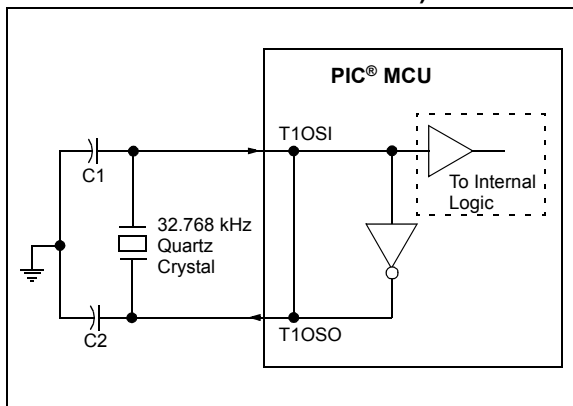 PIC® MCU
T1OSI
C1
To Internal
Logic
32.768 kHz
Quartz
Crystal
C2
T1OSO